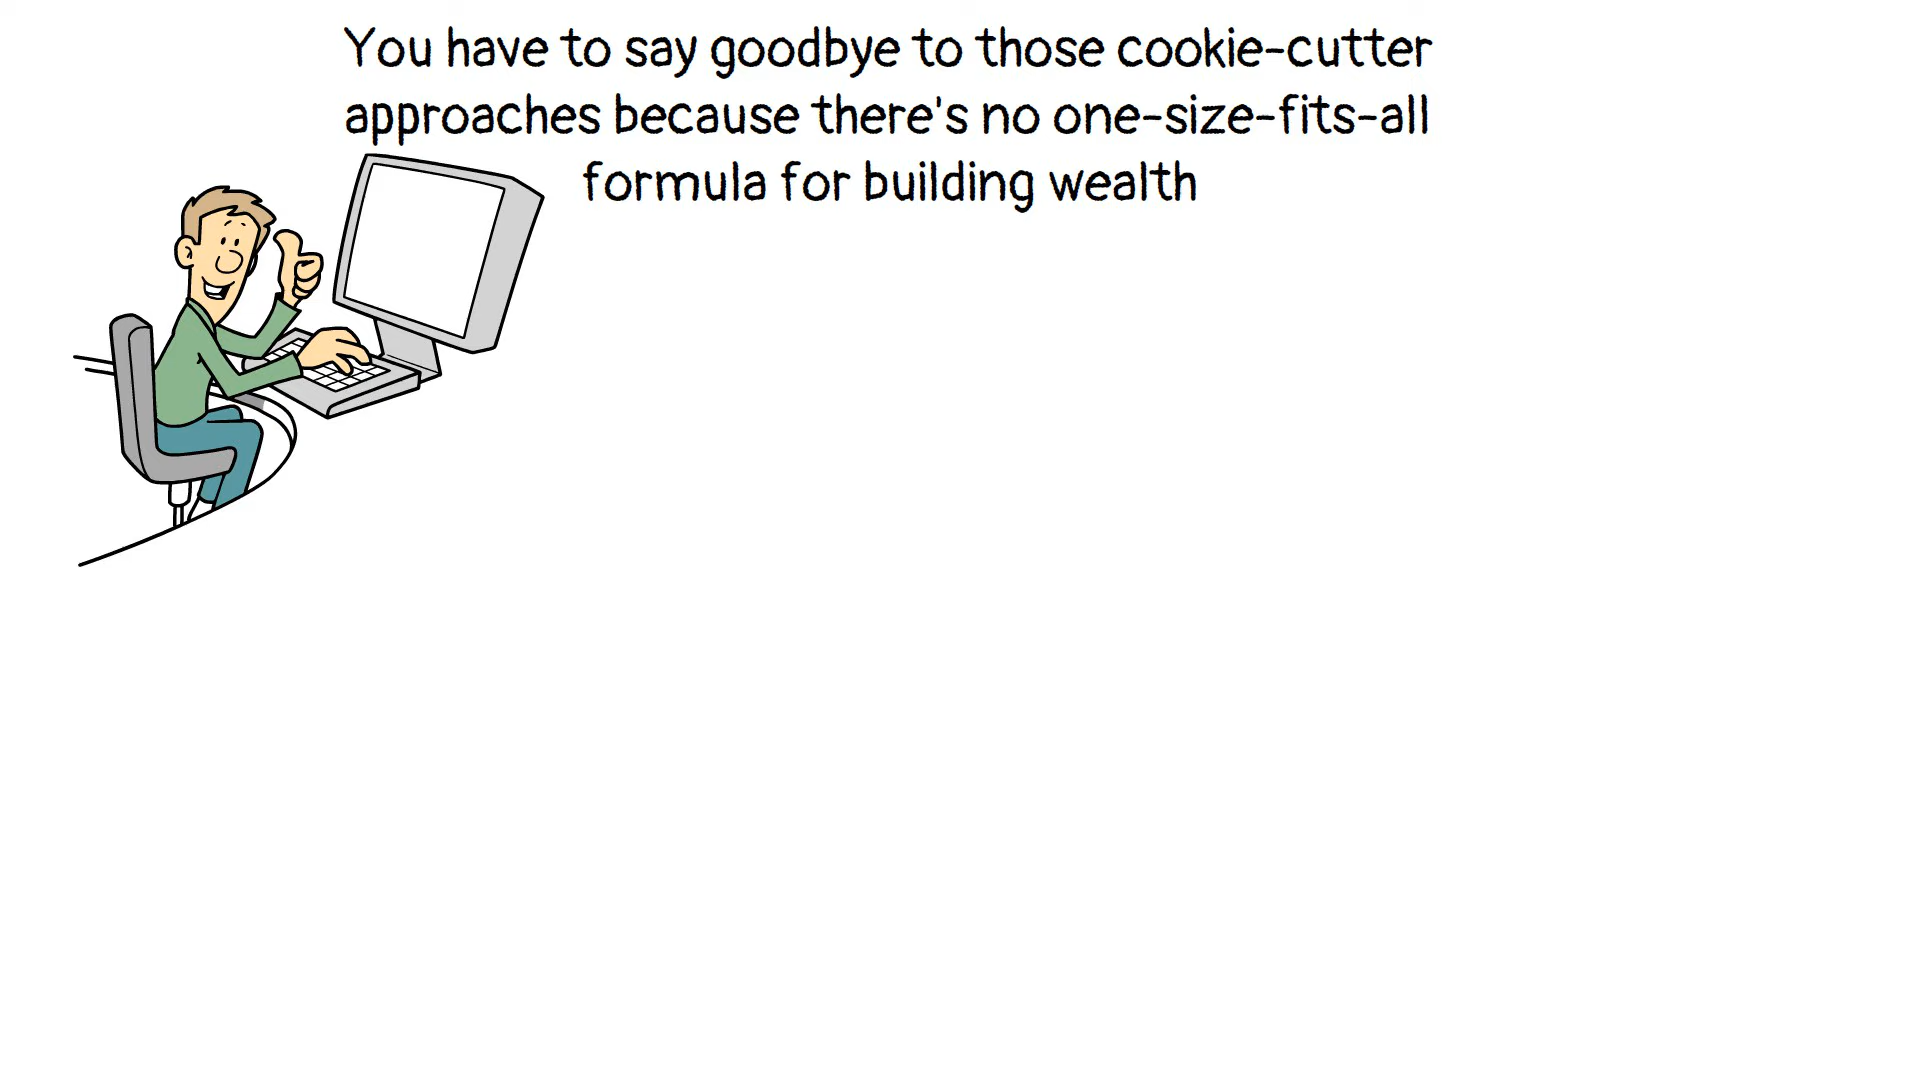 You have to say goodbye to those cookie-cutter
approaches because there's no one-size-fits-all
formula for building wealth